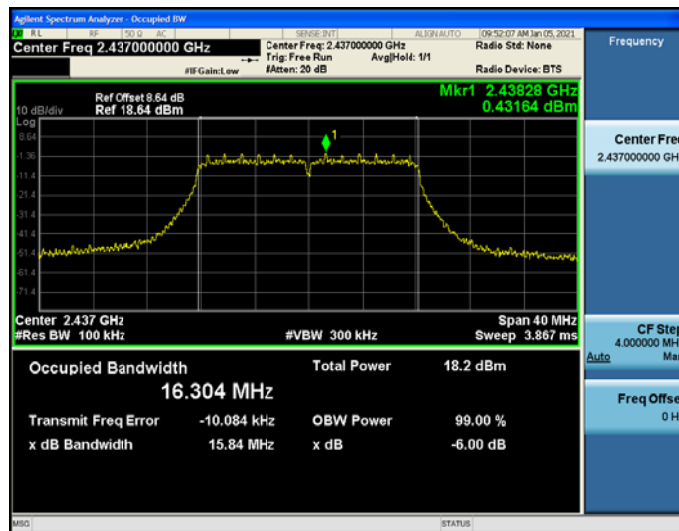 Agilent Spectrum Analyzer - Occupied BW
RL RF 50 Ω AC SENSE:INT ALIGN AUTO 09:52:07 AM Jan 05, 2021
Center Freq 2.437000000 GHz
Center Freq: 2.437000000 GHz
Radio Std: None
Trig: Free Run Avg|Hold: 1/1
#IFGain:Low
#Atten: 20 dB
Radio Device: BTS
Frequency
Ref Offset 8.64 dB
Mkr1 2.43828 GHz
10 dB/div
Ref 18.64 dBm
0.43164 dBm
Log
8.64
1
-1.36
-11.4
-21.4
-31.4
-41.4
-51.4
-61.4
-71.4
Center Fre
2.437000000 GH
Center 2.437 GHz
Span 40 MHz
#Res BW 100 kHz
#VBW 300 kHz
Sweep 3.867 ms
CF Step
4.000000 MH
Auto Ma
Occupied Bandwidth
Total Power 18.2 dBm
16.304 MHz
Transmit Freq Error -10.084 kHz
OBW Power 99.00 %
x dB Bandwidth 15.84 MHz
x dB -6.00 dB
Freq Offse
0 H
MSG
STATUS